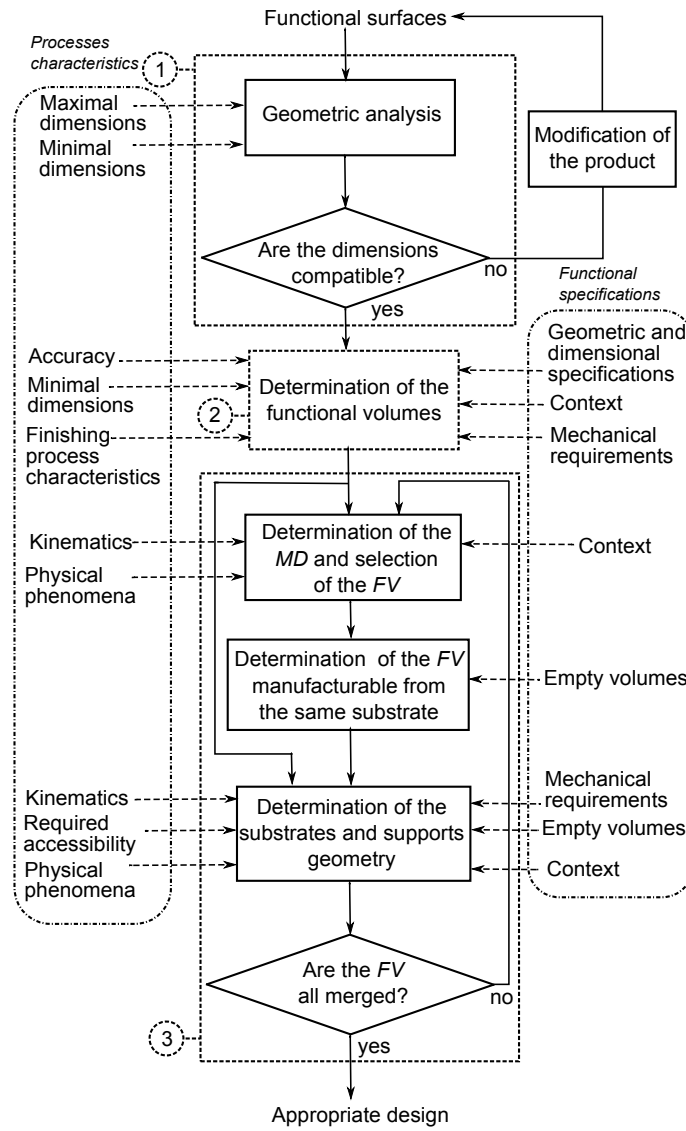 Functional surfaces
Processes
characteristics
1
Maximal
dimensions
Minimal
dimensions
Geometric analysis
Modification of
the product
Are the dimensions
compatible?
no
yes
Functional
specifications
Accuracy
Minimal
dimensions
Finishing
process
characteristics
2
Determination of the
functional volumes
Geometric and
dimensional
specifications
Context
Mechanical
requirements
Kinematics
Physical
phenomena
Determination of the
MD and selection
of the FV
Context
Determination of the FV
manufacturable from
the same substrate
Empty volumes
Kinematics
Required
accessibility
Physical
phenomena
Determination of the
substrates and supports
geometry
Mechanical
requirements
Empty volumes
Context
Are the FV
all merged?
no
3
yes
Appropriate design